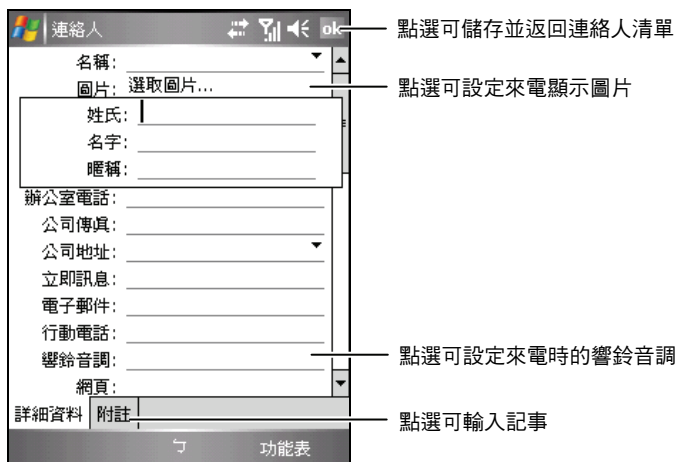 連絡人 ok 點選可儲存並返回連絡人清單
名稱:
圖片: 選取圖片... 點選可設定來電顯示圖片
姓氏:
名字:
暱稱:
辦公室電話:
公司傳真:
公司地址:
立即訊息:
電子郵件:
行動電話:
響鈴音調: 點選可設定來電時的響鈴音調
網頁:
詳細資料 附註 點選可輸入記事
ㄅ 功能表